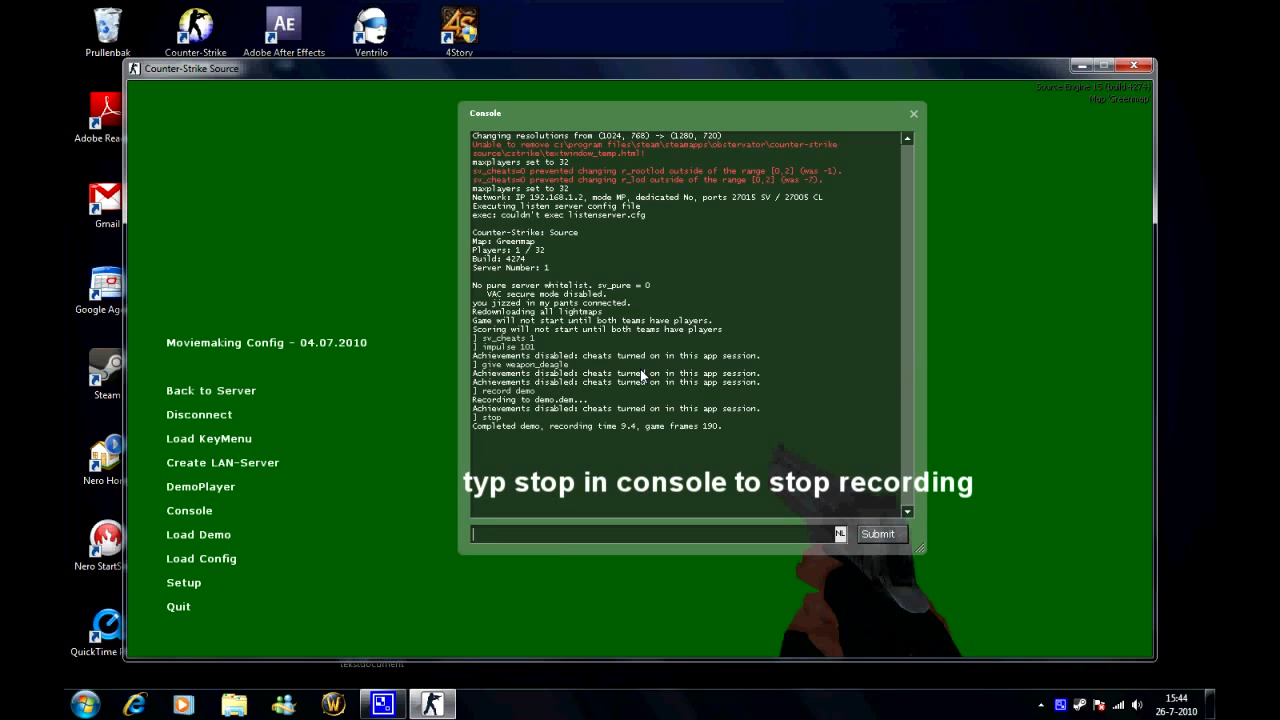 Prullenbak
Counter-Strike
Adobe After Effects
Ventrilo
4Story
Counter-Strike Source
Source Engine 15 (build 4274)
Map 'Greenmap'
Adobe Rea
Gmail
Google Ag
Steam
Nero Hom
Nero StartS
QuickTime P
Console
Changing resolutions from (1024, 768) -> (1280, 720)
Unable to remove c:\program files\steam\steamapps\obstervator\counter-strike
source\cstrike\textwindow_temp.html!
maxplayers set to 32
sv_cheats=0 prevented changing r_rootlod outside of the range [0,2] (was -1).
sv_cheats=0 prevented changing r_lod outside of the range [0,2] (was -7).
maxplayers set to 32
Network: IP 192.168.1.2, mode MP, dedicated No, ports 27015 SV / 27005 CL
Executing listen server config file
exec: couldn't exec listenserver.cfg
Counter-Strike: Source
Map: Greenmap
Players: 1 / 32
Build: 4274
Server Number: 1
No pure server whitelist. sv_pure = 0
VAC secure mode disabled.
you jizzed in my pants connected.
Redownloading all lightmaps
Game will not start until both teams have players.
Scoring will not start until both teams have players
] sv_cheats 1
] impulse 101
Achievements disabled: cheats turned on in this app session.
] give weapon_deagle
Achievements disabled: cheats turned on in this app session.
Achievements disabled: cheats turned on in this app session.
] record demo
Recording to demo.dem...
Achievements disabled: cheats turned on in this app session.
] stop
Completed demo, recording time 9.4, game frames 190.
typ stop in console to stop recording
NL
Submit
Moviemaking Config - 04.07.2010
Back to Server
Disconnect
Load KeyMenu
Create LAN-Server
DemoPlayer
Console
Load Demo
Load Config
Setup
Quit
tekstdocument
15:44
26-7-2010